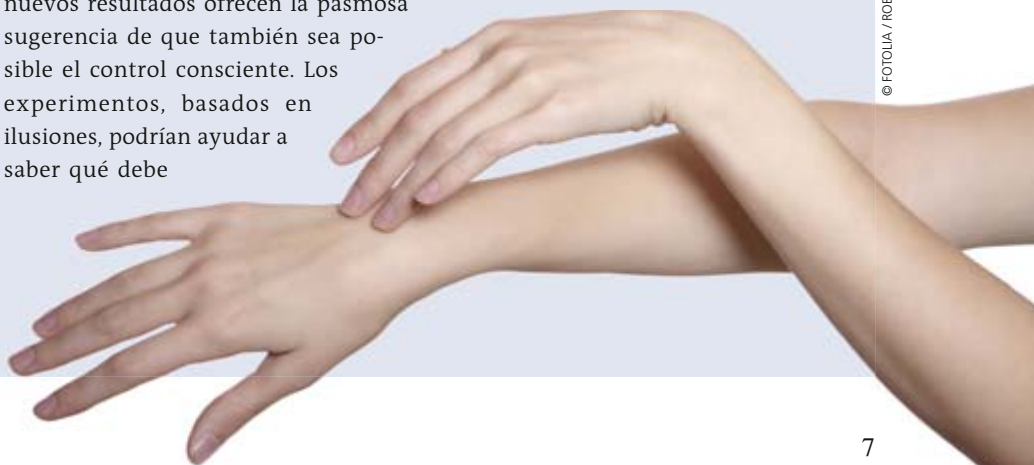 nuevos resultados ofrecen la pasmosa
sugerencia de que también sea po-
sible el control consciente. Los
experimentos, basados en
ilusiones, podrían ayudar a
saber qué debe
© FOTOLIA /
7